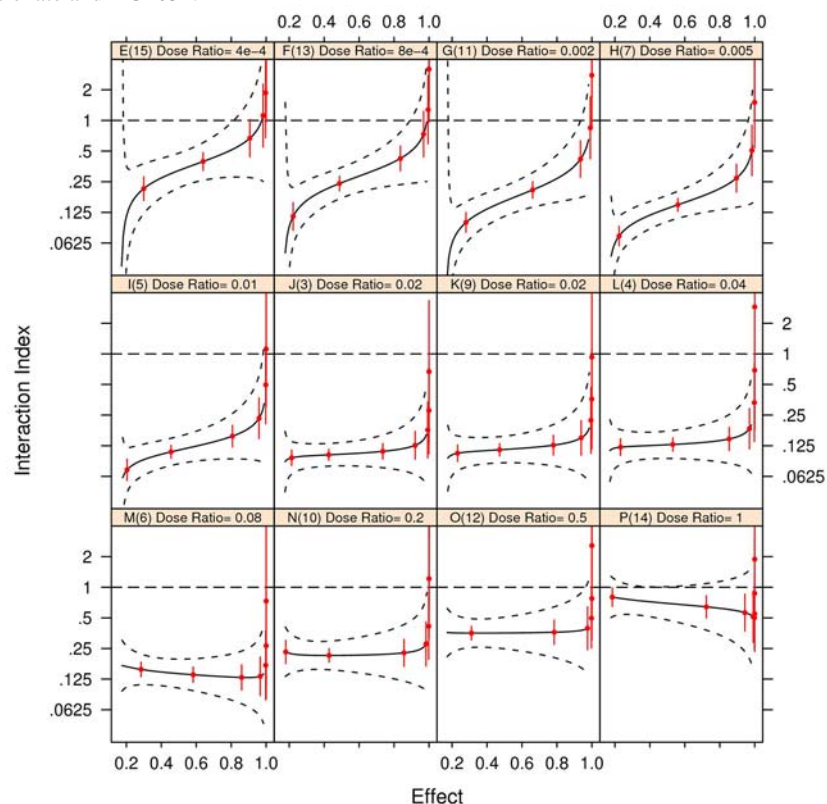 0.2 0.4 0.6 0.8 1.0 0.2 0.4 0.6 0.8 1.0
E(15) Dose Ratio= 4e-4 F(13) Dose Ratio= 8e-4 G(11) Dose Ratio= 0.002 H(7) Dose Ratio= 0.005
2
1
.5
.25
.125
.0625
I(5) Dose Ratio= 0.01 J(3) Dose Ratio= 0.02 K(9) Dose Ratio= 0.02 L(4) Dose Ratio= 0.04
2
1
.5
.25
.125
.0625
Interaction Index
M(6) Dose Ratio= 0.08 N(10) Dose Ratio= 0.2 O(12) Dose Ratio= 0.5 P(14) Dose Ratio= 1
2
1
.5
.25
.125
.0625
0.2 0.4 0.6 0.8 1.0 0.2 0.4 0.6 0.8 1.0
Effect